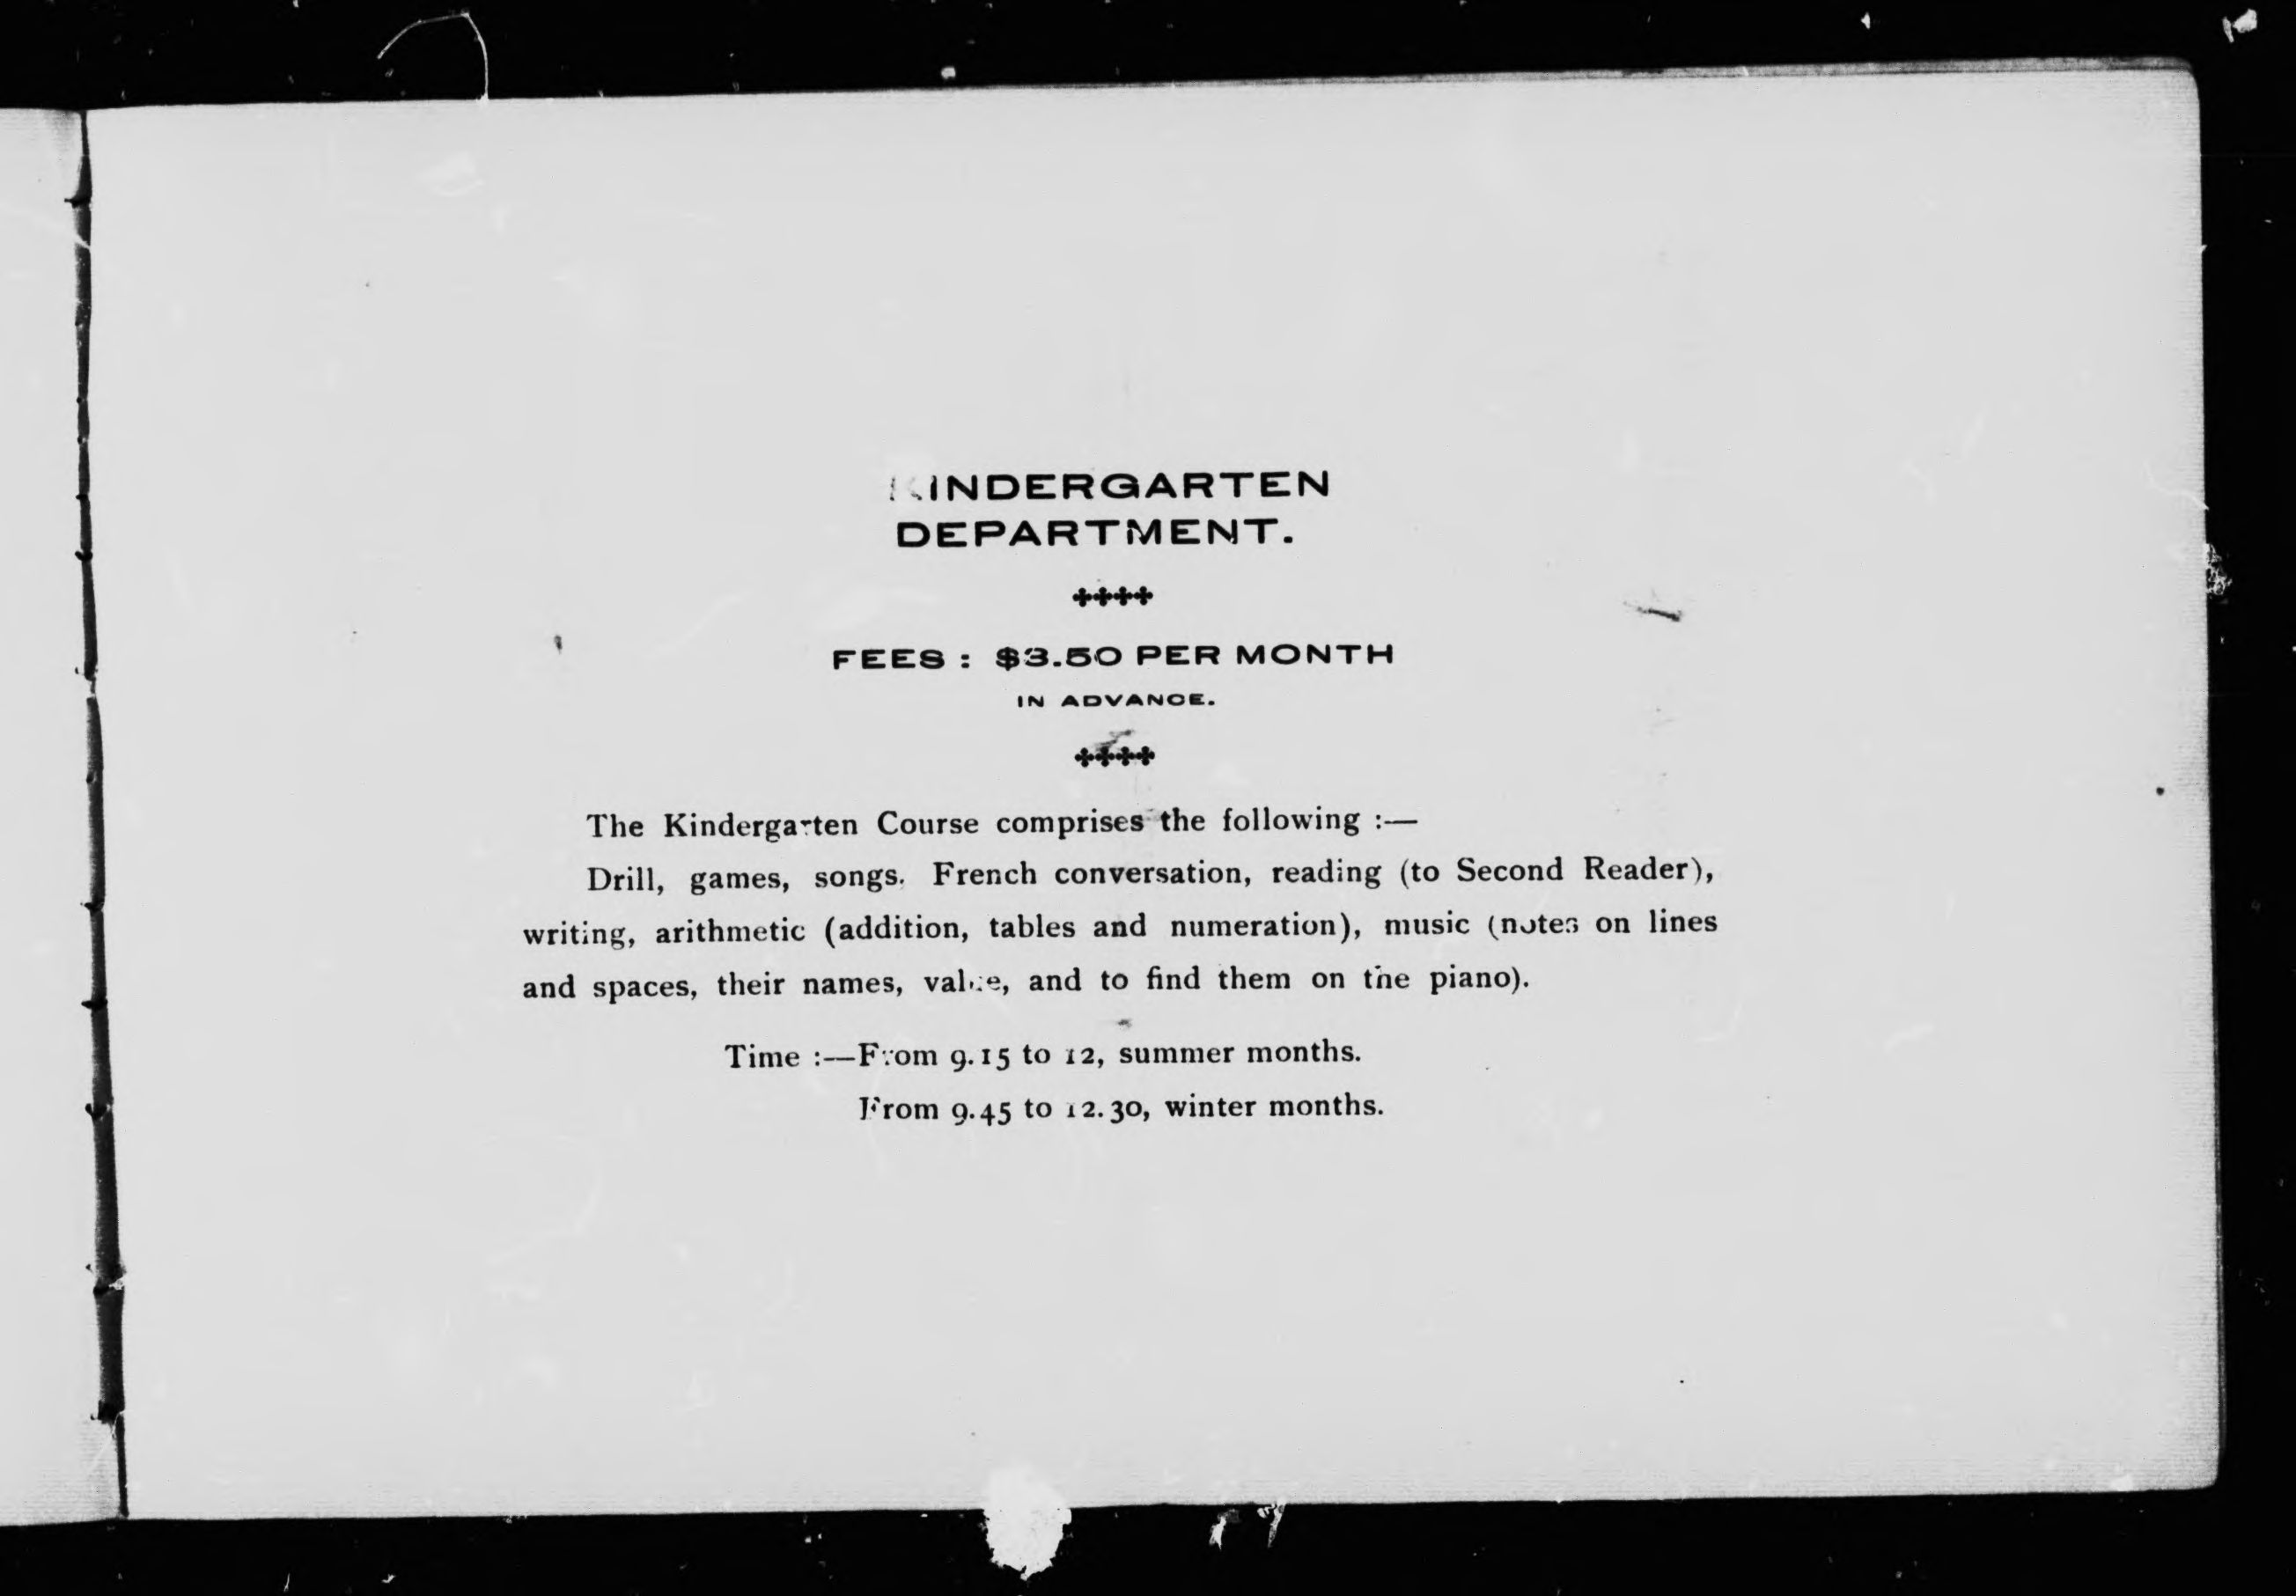 KINDERGARTEN
DEPARTMENT.
FEES : $3.50 PER MONTH
IN ADVANCE.
The Kindergarten Course comprises the following :—
Drill, games, songs. French conversation, reading (to Second Reader),
writing, arithmetic (addition, tables and numeration), music (notes on lines
and spaces, their names, value, and to find them on the piano).
Time :—From 9.15 to 12, summer months.
From 9.45 to 12.30, winter months.